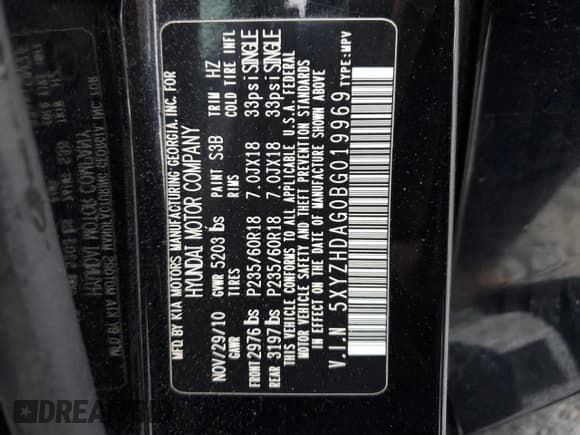 MFG. BY KIA MOTORS MANUFACTURING GEORGIA, INC. FOR
HYUNDAI MOTOR COMPANY
NOV/29/10 GVWR 5203 lbs PAINT S3B TRIM HZ
GAWR TIRES RIMS COLD TIRE INFL
FRONT 2976 lbs P235/60R18 7.0JX18 33psi SINGLE
REAR 3197 lbs P235/60R18 7.0JX18 33psi SINGLE
THIS VEHICLE CONFORMS TO ALL APPLICABLE U.S.A. FEDERAL
MOTOR VEHICLE SAFETY AND THEFT PREVENTION STANDARDS
IN EFFECT ON THE DATE OF MANUFACTURE SHOWN ABOVE.
V.I.N 5XYZHDAG0BG019969 TYPE:MPV